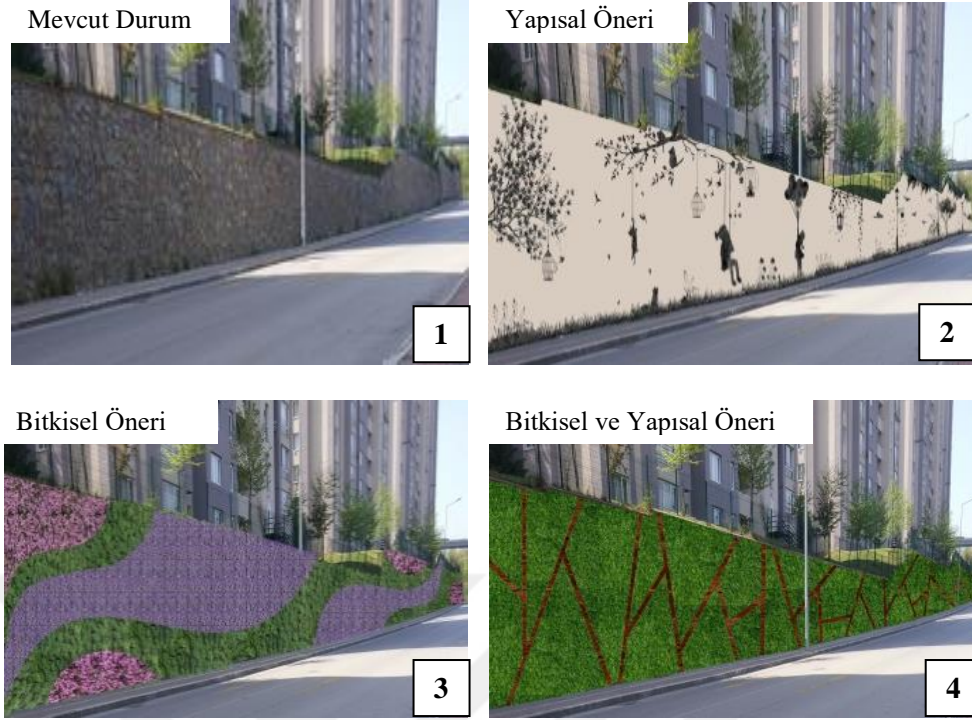 Mevcut Durum
Yapısal Öneri
1
2
Bitkisel Öneri
Bitkisel ve Yapısal Öneri
3
4